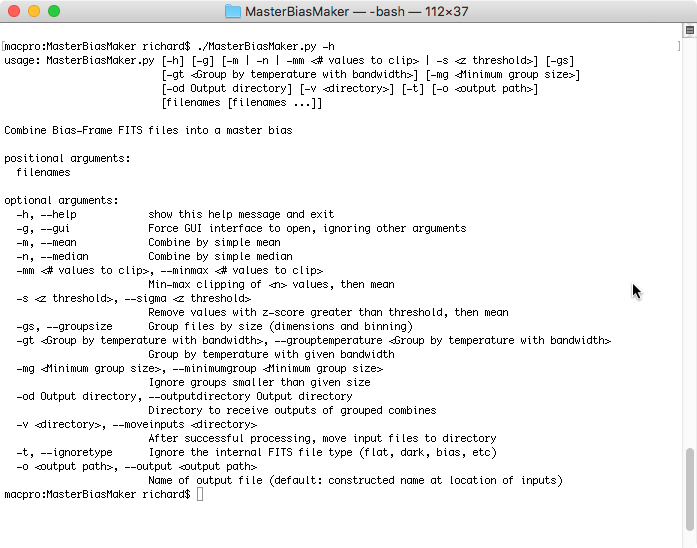 MasterBiasMaker — -bash — 112×37
[macpro:MasterBiasMaker richard$ ./MasterBiasMaker.py -h ]
usage: MasterBiasMaker.py [-h] [-g] [-m | -n | -mm <# values to clip> | -s <z threshold>] [-gs]
[-gt <Group by temperature with bandwidth>] [-mg <Minimum group size>]
[-od Output directory] [-v <directory>] [-t] [-o <output path>]
[filenames [filenames ...]]
Combine Bias-Frame FITS files into a master bias
positional arguments:
filenames
optional arguments:
-h, --help show this help message and exit
-g, --gui Force GUI interface to open, ignoring other arguments
-m, --mean Combine by simple mean
-n, --median Combine by simple median
-mm <# values to clip>, --minmax <# values to clip>
Min-max clipping of <n> values, then mean
-s <z threshold>, --sigma <z threshold>
Remove values with z-score greater than threshold, then mean
-gs, --groupsize Group files by size (dimensions and binning)
-gt <Group by temperature with bandwidth>, --grouptemperature <Group by temperature with bandwidth>
Group by temperature with given bandwidth
-mg <Minimum group size>, --minimumgroup <Minimum group size>
Ignore groups smaller than given size
-od Output directory, --outputdirectory Output directory
Directory to receive outputs of grouped combines
-v <directory>, --moveinputs <directory>
After successful processing, move input files to directory
-t, --ignoretype Ignore the internal FITS file type (flat, dark, bias, etc)
-o <output path>, --output <output path>
Name of output file (default: constructed name at location of inputs)
macpro:MasterBiasMaker richard$